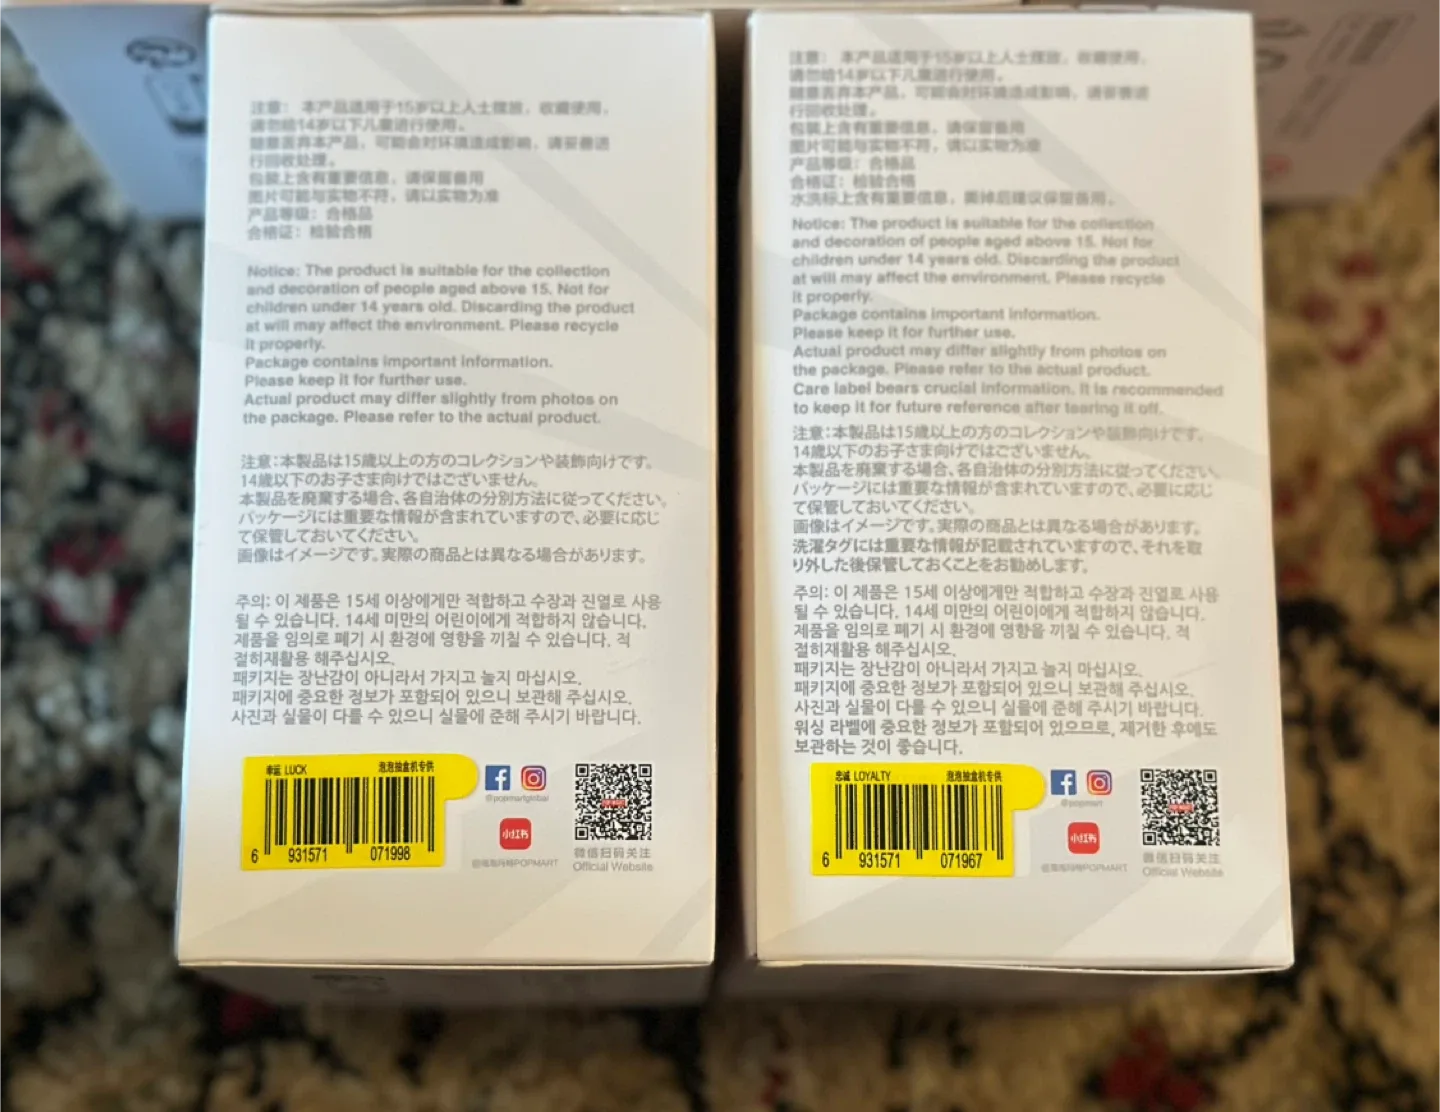 注意： 本产品适用于15岁以上人士摆放，收藏使用，
请勿给14岁以下儿童进行使用。
随意丢弃本产品，可能会对环境造成影响，请妥善进
行回收处理。
包装上含有重要信息，请保留备用
图片可能与实物不符，请以实物为准
产品等级：合格品
合格证：检验合格
Notice: The product is suitable for the collection
and decoration of people aged above 15. Not for
children under 14 years old. Discarding the product
at will may affect the environment. Please recycle
it properly.
Package contains important information.
Please keep it for further use.
Actual product may differ slightly from photos on
the package. Please refer to the actual product.
注意：本製品は15歳以上の方のコレクションや装飾向けです。
14歳以下のお子さま向けではございません。
本製品を廃棄する場合、各自治体の分別方法に従ってください。
パッケージには重要な情報が含まれていますので、必要に応じ
て保管しておいてください。
画像はイメージです。実際の商品とは異なる場合があります。
주의: 이 제품은 15세 이상에게만 적합하고 수장과 진열로 사용
될 수 있습니다. 14세 미만의 어린이에게 적합하지 않습니다.
제품을 임의로 폐기 시 환경에 영향을 끼칠 수 있습니다. 적
절히재활용 해주십시오.
패키지는 장난감이 아니라서 가지고 놀지 마십시오.
패키지에 중요한 정보가 포함되어 있으니 보관해 주십시오.
사진과 실물이 다를 수 있으니 실물에 준해 주시기 바랍니다.
幸运 LUCK 泡泡抽盒机专供
6 931571 071998
@popmartglobal
小红书
@泡泡玛特POPMART
微信扫码关注
Official Website
注意： 本产品适用于15岁以上人士摆放，收藏使用，
请勿给14岁以下儿童进行使用。
随意丢弃本产品，可能会对环境造成影响，请妥善进
行回收处理。
包装上含有重要信息，请保留备用
图片可能与实物不符，请以实物为准
产品等级：合格品
合格证：检验合格
水洗标上含有重要信息，撕掉后建议保留备用。
Notice: The product is suitable for the collection
and decoration of people aged above 15. Not for
children under 14 years old. Discarding the product
at will may affect the environment. Please recycle
it properly.
Package contains important information.
Please keep it for further use.
Actual product may differ slightly from photos on
the package. Please refer to the actual product.
Care label bears crucial information. It is recommended
to keep it for future reference after tearing it off.
注意：本製品は15歳以上の方のコレクションや装飾向けです。
14歳以下のお子さま向けではございません。
本製品を廃棄する場合、各自治体の分別方法に従ってください。
パッケージには重要な情報が含まれていますので、必要に応じ
て保管しておいてください。
画像はイメージです。実際の商品とは異なる場合があります。
洗濯タグには重要な情報が記載されていますので、それを取
り外した後保管しておくことをお勧めします。
주의: 이 제품은 15세 이상에게만 적합하고 수장과 진열로 사용
될 수 있습니다. 14세 미만의 어린이에게 적합하지 않습니다.
제품을 임의로 폐기 시 환경에 영향을 끼칠 수 있습니다. 적
절히재활용 해주십시오.
패키지는 장난감이 아니라서 가지고 놀지 마십시오.
패키지에 중요한 정보가 포함되어 있으니 보관해 주십시오.
사진과 실물이 다를 수 있으니 실물에 준해 주시기 바랍니다.
워싱 라벨에 중요한 정보가 포함되어 있으므로, 제거한 후에도
보관하는 것이 좋습니다.
忠诚 LOYALTY 泡泡抽盒机专供
6 931571 071967
@popmart
小红书
@泡泡玛特POPMART
微信扫码关注
Official Website